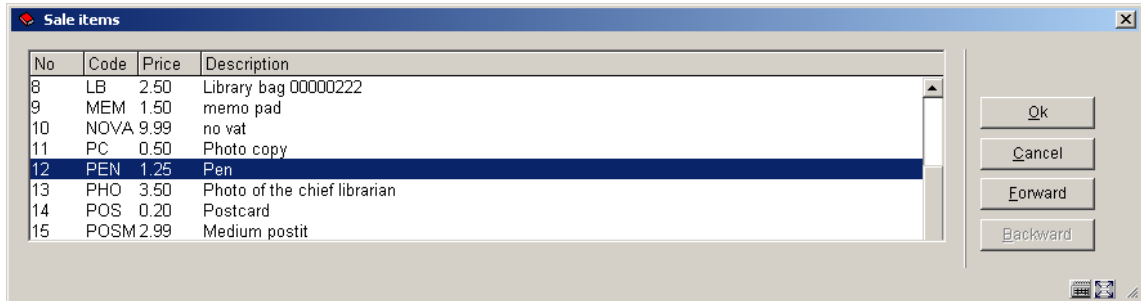 Sale items
No Code Price Description
8 LB 2.50 Library bag 00000222
9 MEM 1.50 memo pad
10 NOVA 9.99 no vat
11 PC 0.50 Photo copy
12 PEN 1.25 Pen
13 PHO 3.50 Photo of the chief librarian
14 POS 0.20 Postcard
15 POSM 2.99 Medium postit
Ok
Cancel
Forward
Backward